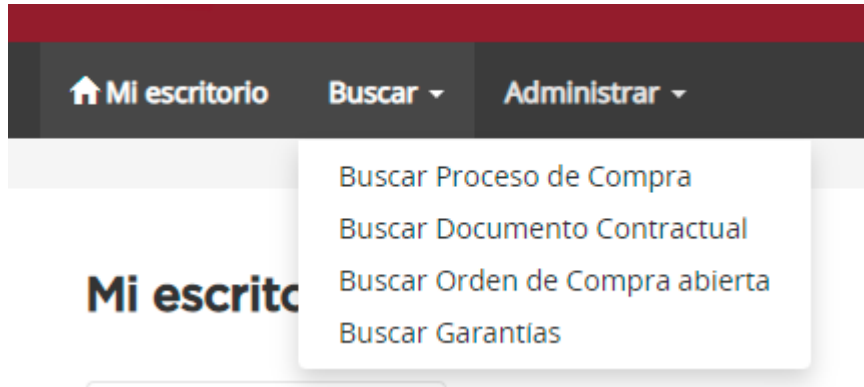 Mi escritorio Buscar Administrar
Buscar Proceso de Compra
Buscar Documento Contractual
Buscar Orden de Compra abierta
Buscar Garantías
Mi escrito